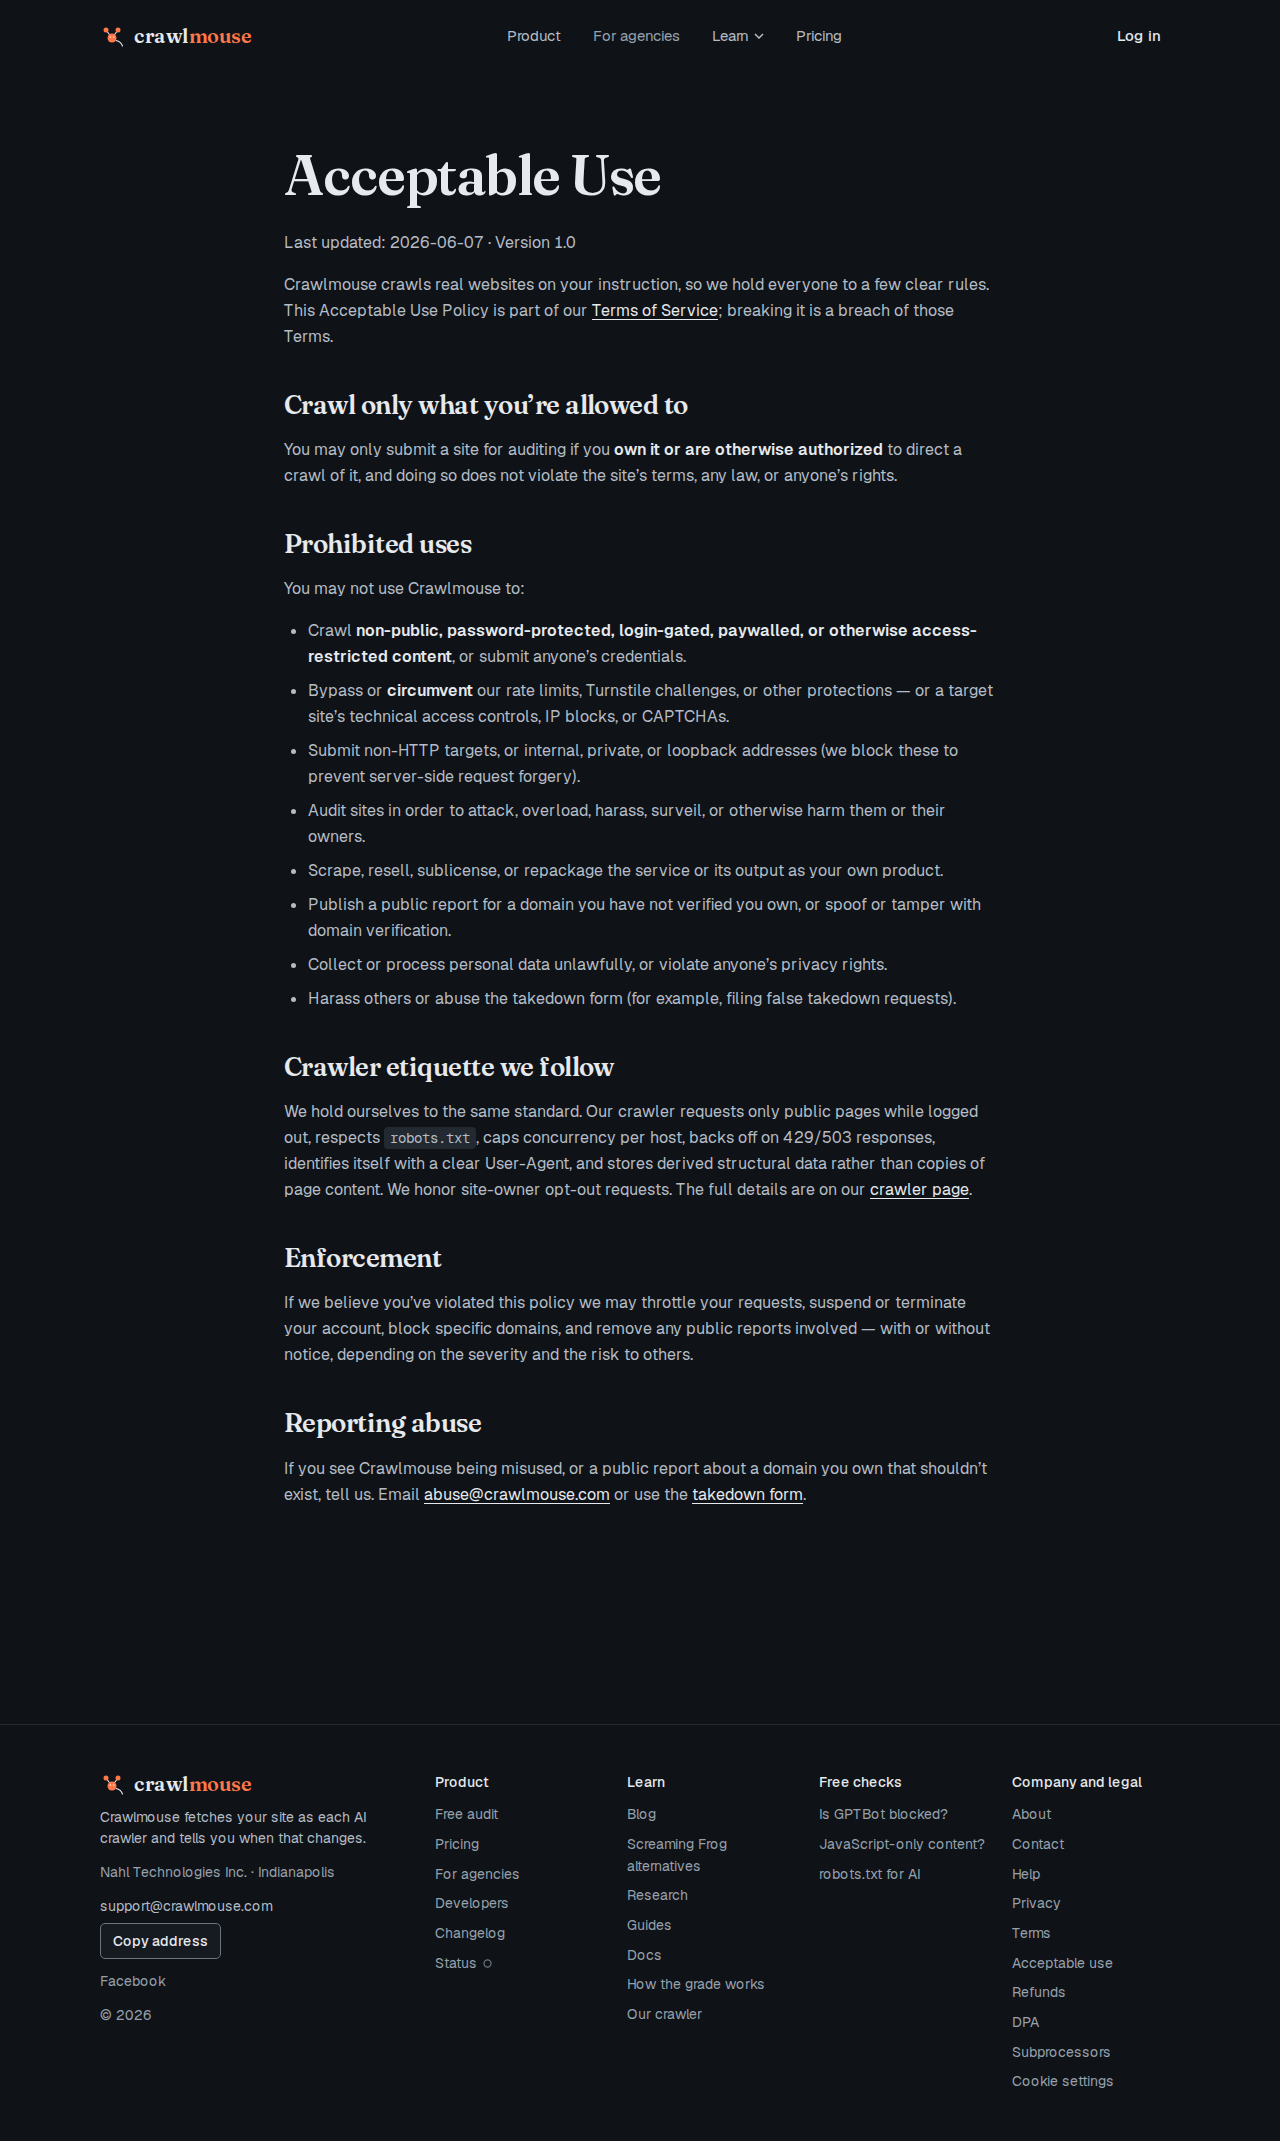 crawlmouse
Product
For agencies
Learn
Pricing
Log in
Acceptable Use
Last updated: 2026-06-07 · Version 1.0
Crawlmouse crawls real websites on your instruction, so we hold everyone to a few clear rules.
This Acceptable Use Policy is part of our Terms of Service; breaking it is a breach of those
Terms.
Crawl only what you’re allowed to
You may only submit a site for auditing if you own it or are otherwise authorized to direct a
crawl of it, and doing so does not violate the site’s terms, any law, or anyone’s rights.
Prohibited uses
You may not use Crawlmouse to:
• Crawl non-public, password-protected, login-gated, paywalled, or otherwise access-
restricted content, or submit anyone’s credentials.
• Bypass or circumvent our rate limits, Turnstile challenges, or other protections — or a target
site’s technical access controls, IP blocks, or CAPTCHAs.
• Submit non-HTTP targets, or internal, private, or loopback addresses (we block these to
prevent server-side request forgery).
• Audit sites in order to attack, overload, harass, surveil, or otherwise harm them or their
owners.
• Scrape, resell, sublicense, or repackage the service or its output as your own product.
• Publish a public report for a domain you have not verified you own, or spoof or tamper with
domain verification.
• Collect or process personal data unlawfully, or violate anyone’s privacy rights.
• Harass others or abuse the takedown form (for example, filing false takedown requests).
Crawler etiquette we follow
We hold ourselves to the same standard. Our crawler requests only public pages while logged
out, respects robots.txt, caps concurrency per host, backs off on 429/503 responses,
identifies itself with a clear User-Agent, and stores derived structural data rather than copies of
page content. We honor site-owner opt-out requests. The full details are on our crawler page.
Enforcement
If we believe you’ve violated this policy we may throttle your requests, suspend or terminate
your account, block specific domains, and remove any public reports involved — with or without
notice, depending on the severity and the risk to others.
Reporting abuse
If you see Crawlmouse being misused, or a public report about a domain you own that shouldn’t
exist, tell us. Email abuse@crawlmouse.com or use the takedown form.
crawlmouse
Crawlmouse fetches your site as each AI
crawler and tells you when that changes.
Nahl Technologies Inc. · Indianapolis
support@crawlmouse.com
Copy address
Facebook
© 2026
Product
Free audit
Pricing
For agencies
Developers
Changelog
Status
Learn
Blog
Screaming Frog
alternatives
Research
Guides
Docs
How the grade works
Our crawler
Free checks
Is GPTBot blocked?
JavaScript-only content?
robots.txt for AI
Company and legal
About
Contact
Help
Privacy
Terms
Acceptable use
Refunds
DPA
Subprocessors
Cookie settings